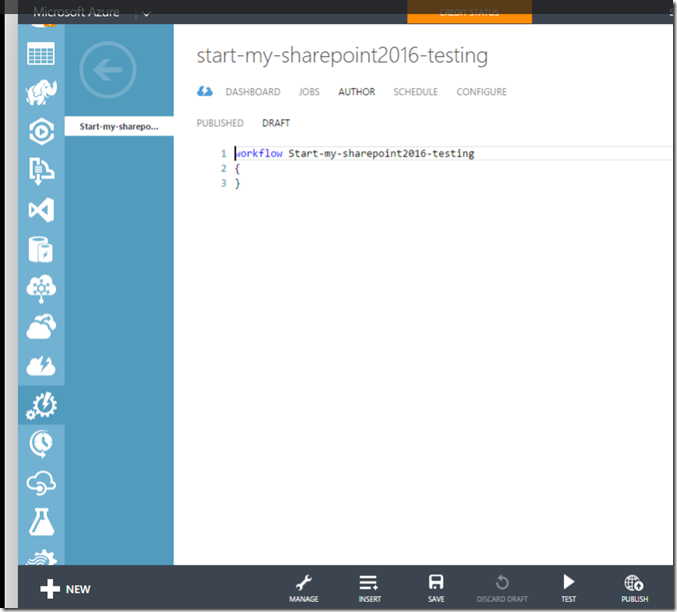 Microsoft Azure
CREDIT STATUS
S
start-my-sharepoint2016-testing
DASHBOARD JOBS AUTHOR SCHEDULE CONFIGURE
Start-my-sharepo...
PUBLISHED DRAFT
1 workflow Start-my-sharepoint2016-testing
2 {
3 }
NEW
MANAGE INSERT SAVE DISCARD DRAFT TEST PUBLISH